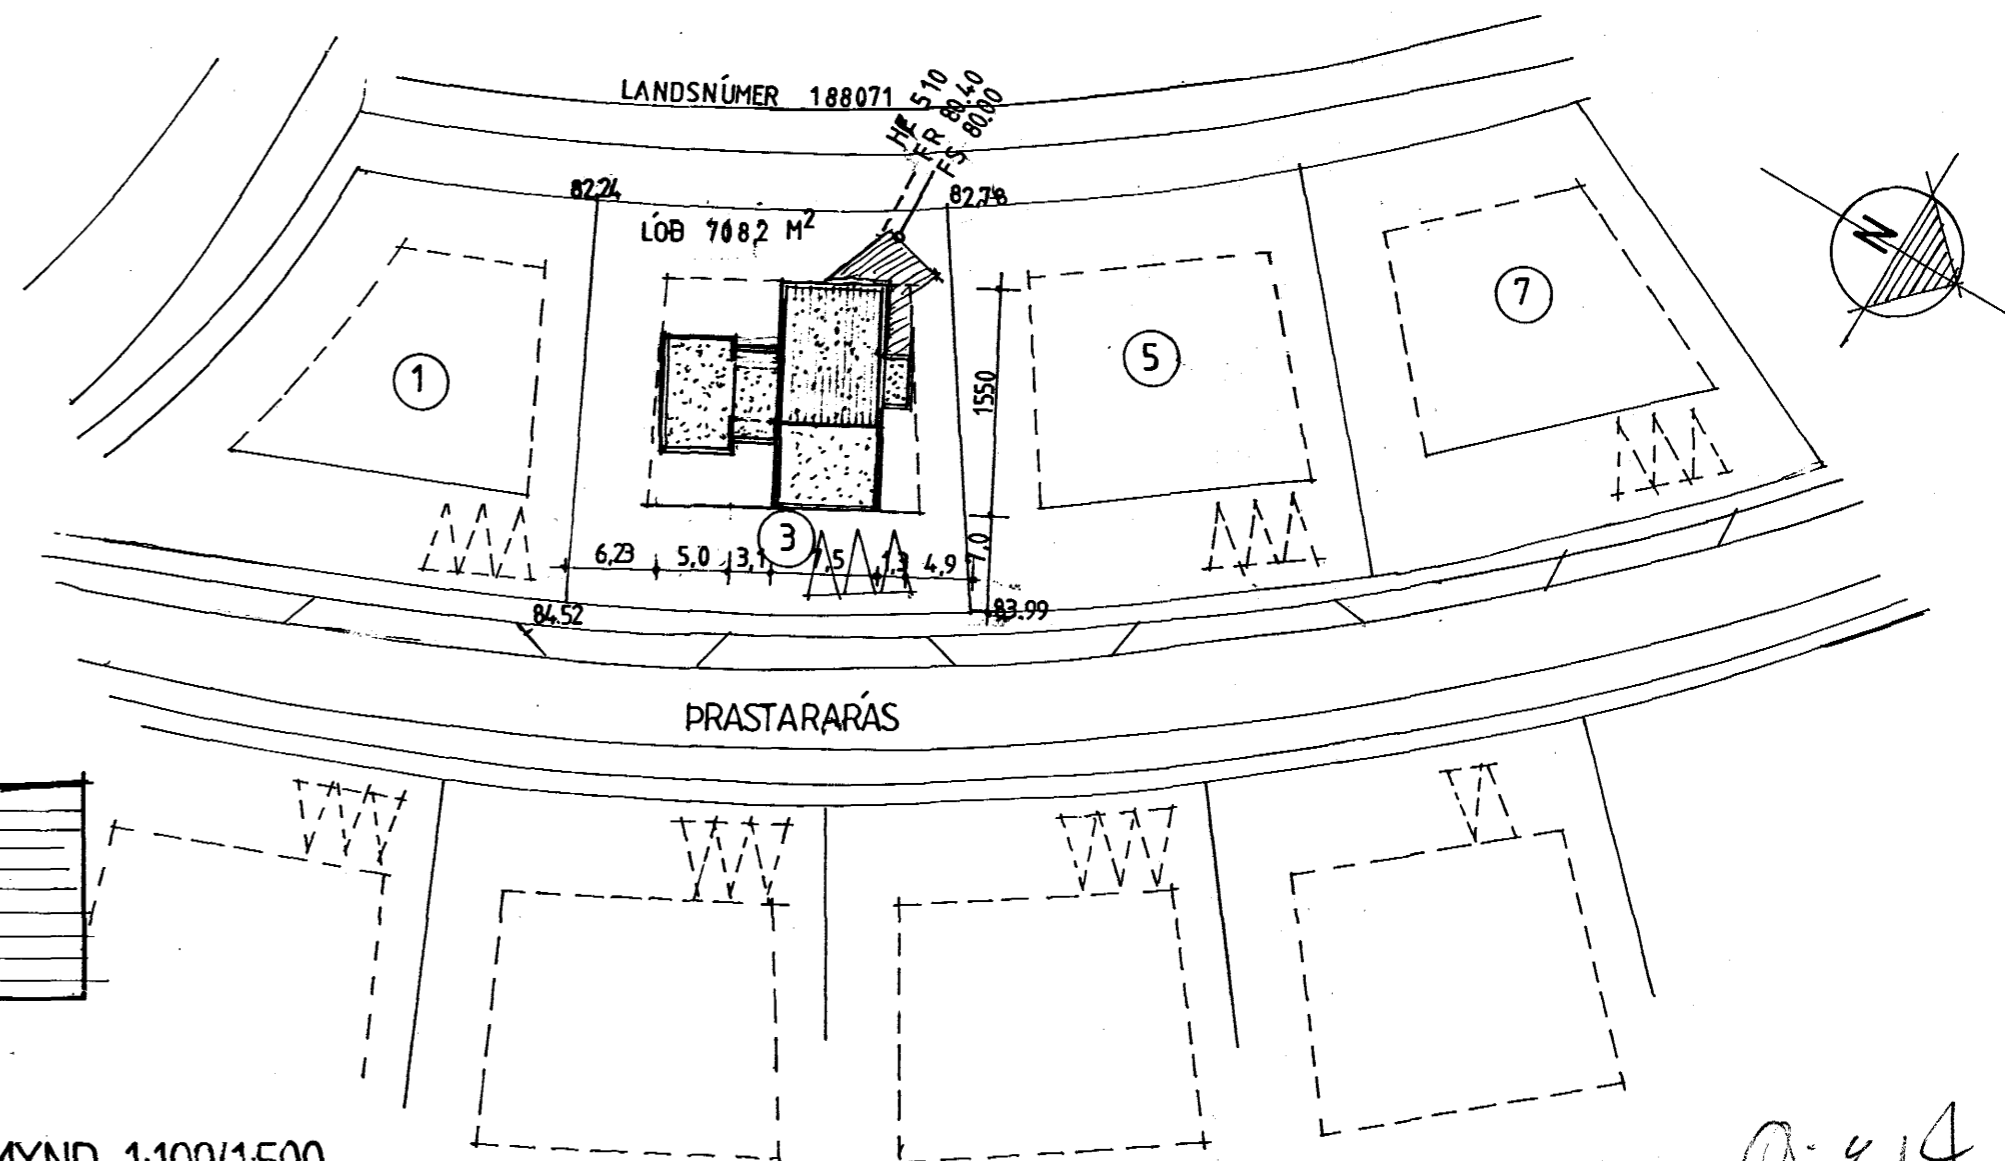 LANDSNÚMER 188071
HE 510
FR 80.40
FS 80.00
82.24
82.78
LÓÐ 708,2 M²
N
1
3
5
7
1550
7,0
6,23 5,0 3,1 7,5 1,3 4,9
84.52
83.99
ÞRASTARARÁS
MYND 1:100/1:500